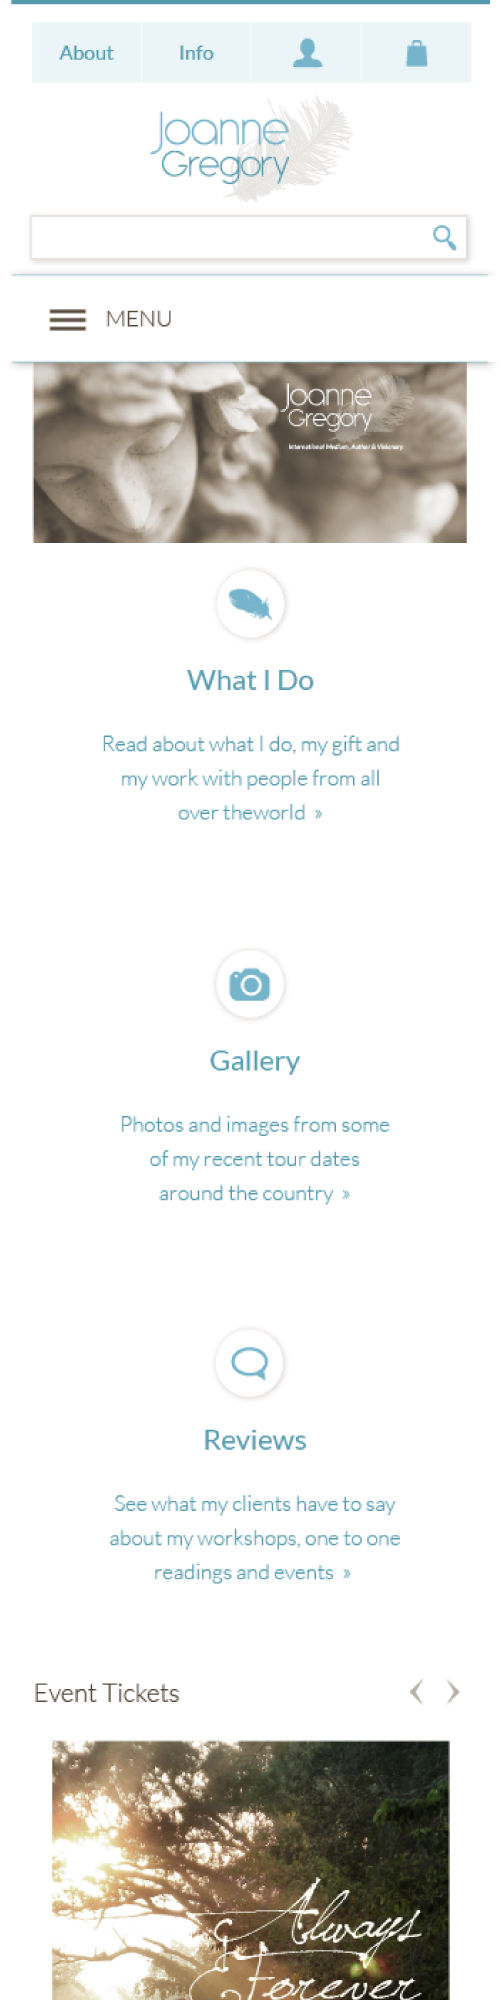 About Info
Joanne
Gregory
MENU
Joanne
Gregory
International Medium, Author & Visionary
What I Do
Read about what I do, my gift and
my work with people from all
over theworld »
Gallery
Photos and images from some
of my recent tour dates
around the country »
Reviews
See what my clients have to say
about my workshops, one to one
readings and events »
Event Tickets
Always
&
Forever